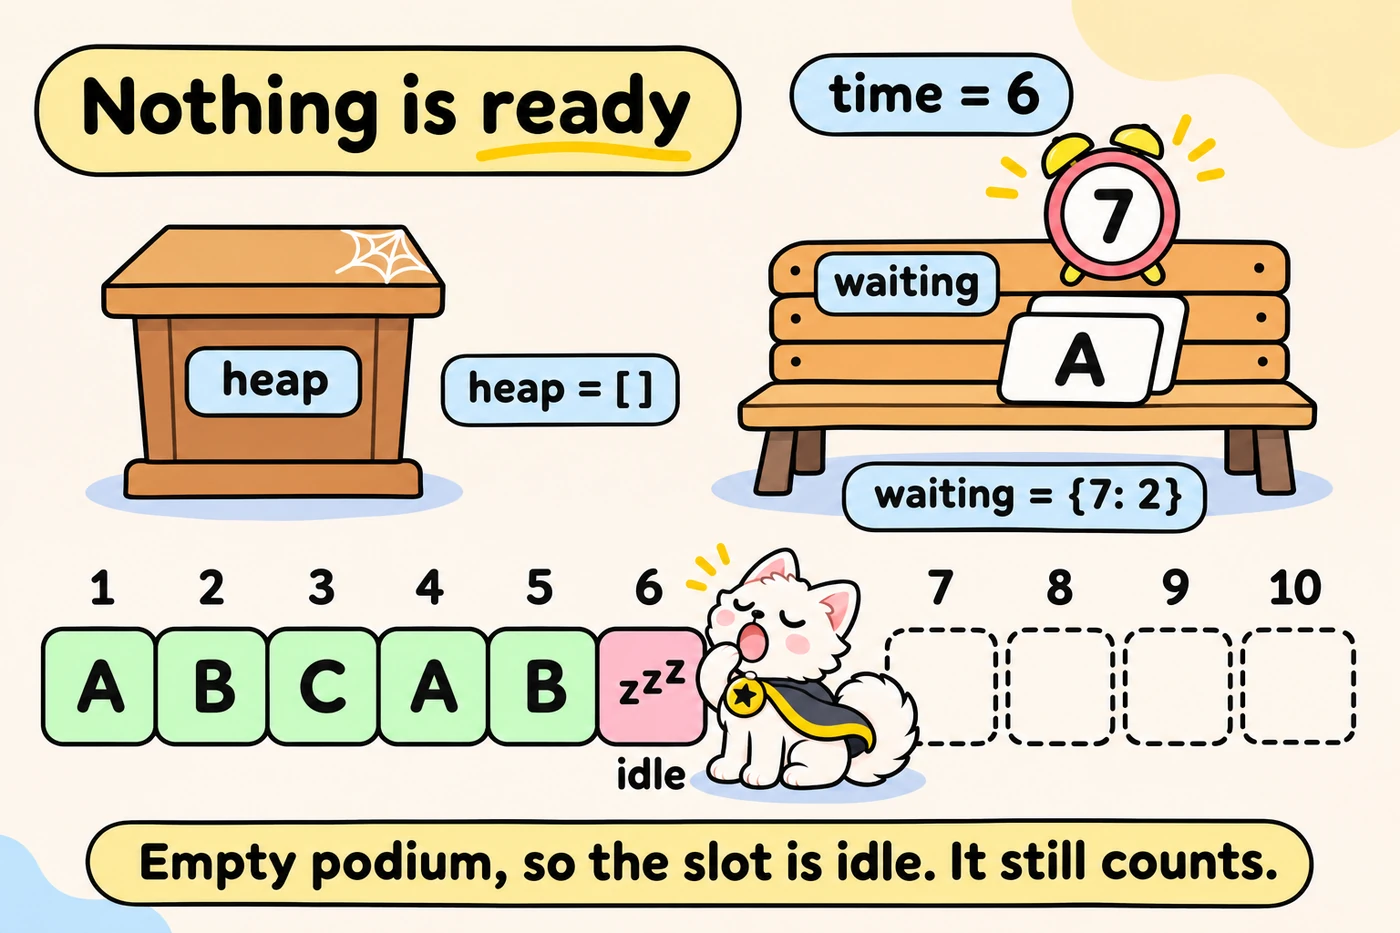 Nothing is ready
time = 6
7
waiting
A
heap
heap = [ ]
waiting = {7: 2}
1 2 3 4 5 6 7 8 9 10
A B C A B zzz
idle
Empty podium, so the slot is idle. It still counts.